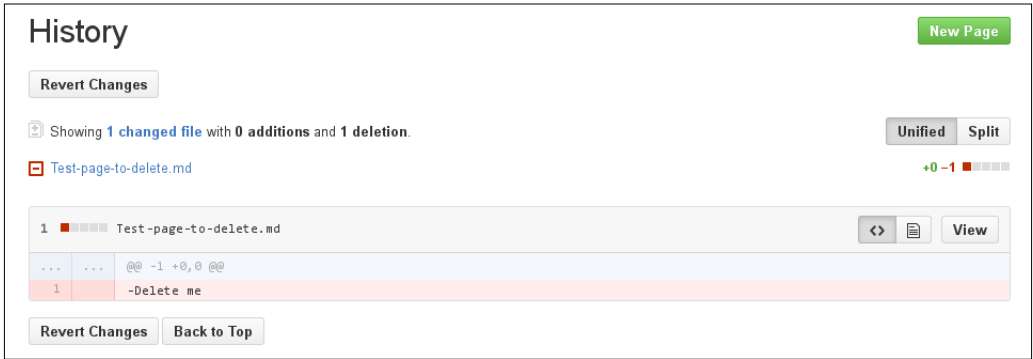 History
New Page
Revert Changes
Showing 1 changed file with 0 additions and 1 deletion.
Unified Split
Test-page-to-delete.md
+0 −1
1 Test-page-to-delete.md
<> View
... ... @@ -1 +0,0 @@
1 -Delete me
Revert Changes Back to Top